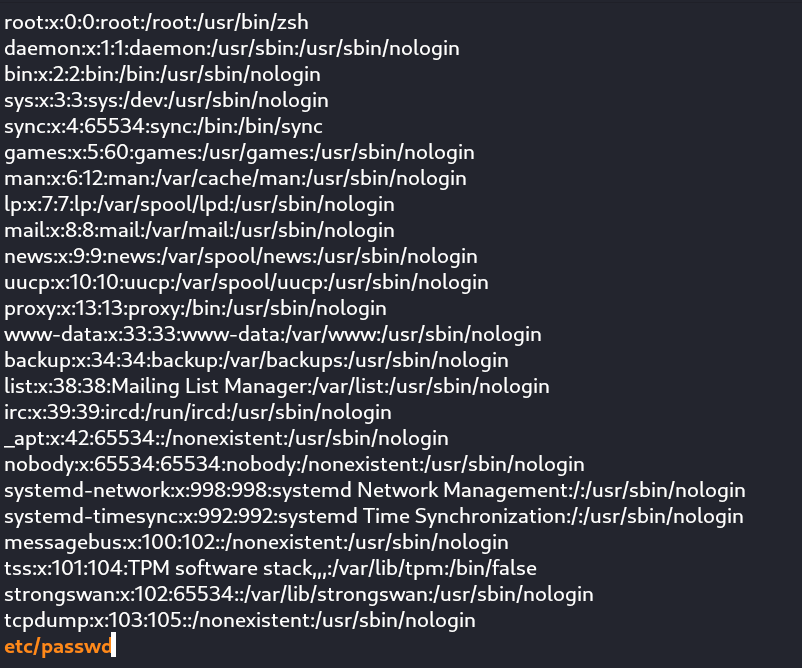 root:x:0:0:root:/root:/usr/bin/zsh
daemon:x:1:1:daemon:/usr/sbin:/usr/sbin/nologin
bin:x:2:2:bin:/bin:/usr/sbin/nologin
sys:x:3:3:sys:/dev:/usr/sbin/nologin
sync:x:4:65534:sync:/bin:/bin/sync
games:x:5:60:games:/usr/games:/usr/sbin/nologin
man:x:6:12:man:/var/cache/man:/usr/sbin/nologin
lp:x:7:7:lp:/var/spool/lpd:/usr/sbin/nologin
mail:x:8:8:mail:/var/mail:/usr/sbin/nologin
news:x:9:9:news:/var/spool/news:/usr/sbin/nologin
uucp:x:10:10:uucp:/var/spool/uucp:/usr/sbin/nologin
proxy:x:13:13:proxy:/bin:/usr/sbin/nologin
www-data:x:33:33:www-data:/var/www:/usr/sbin/nologin
backup:x:34:34:backup:/var/backups:/usr/sbin/nologin
list:x:38:38:Mailing List Manager:/var/list:/usr/sbin/nologin
irc:x:39:39:ircd:/run/ircd:/usr/sbin/nologin
_apt:x:42:65534::/nonexistent:/usr/sbin/nologin
nobody:x:65534:65534:nobody:/nonexistent:/usr/sbin/nologin
systemd-network:x:998:998:systemd Network Management:/:/usr/sbin/nologin
systemd-timesync:x:992:992:systemd Time Synchronization:/:/usr/sbin/nologin
messagebus:x:100:102::/nonexistent:/usr/sbin/nologin
tss:x:101:104:TPM software stack,,,:/var/lib/tpm:/bin/false
strongswan:x:102:65534::/var/lib/strongswan:/usr/sbin/nologin
tcpdump:x:103:105::/nonexistent:/usr/sbin/nologin
etc/passwd